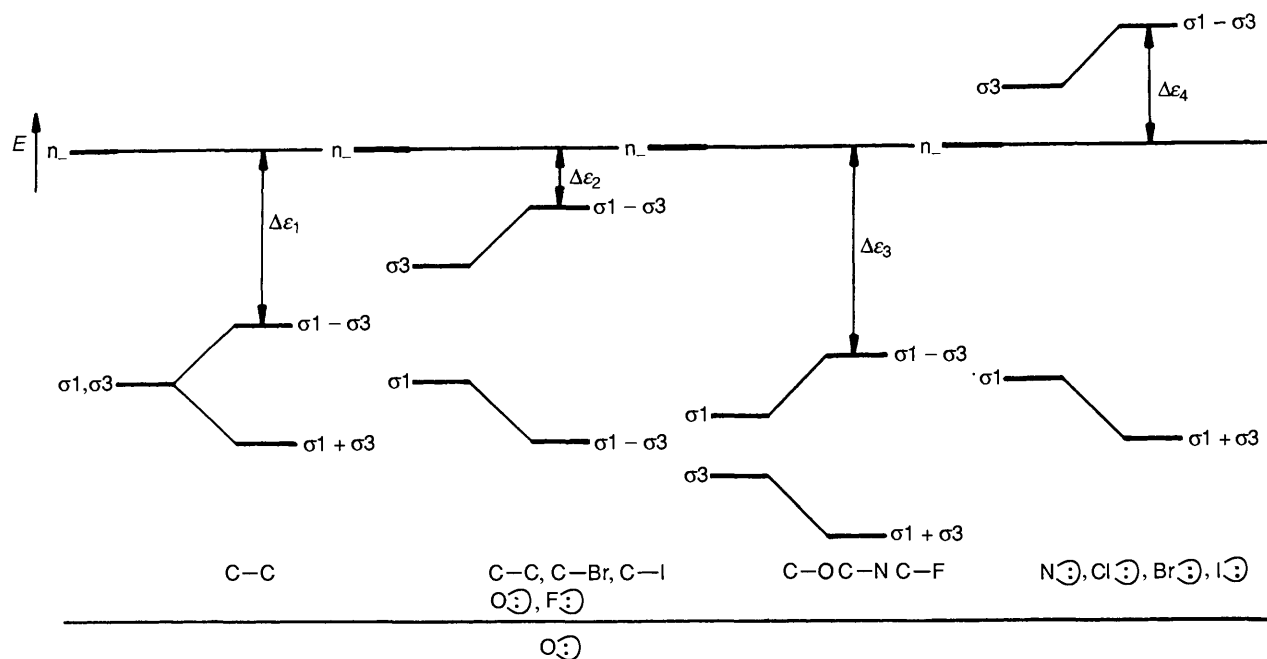 σ1 − σ3
σ3
Δε₄
E
n_
n_
n_
n_
Δε₁
Δε₂
Δε₃
σ1 − σ3
σ3
σ1 − σ3
σ1,σ3
σ1 + σ3
σ1
σ1 − σ3
σ1 − σ3
σ1
σ3
σ1 + σ3
σ1
σ1 + σ3
C−C
C−C, C−Br, C−I
O:, F:
C−O C−N C−F
N:, Cl:, Br:, I:
O: